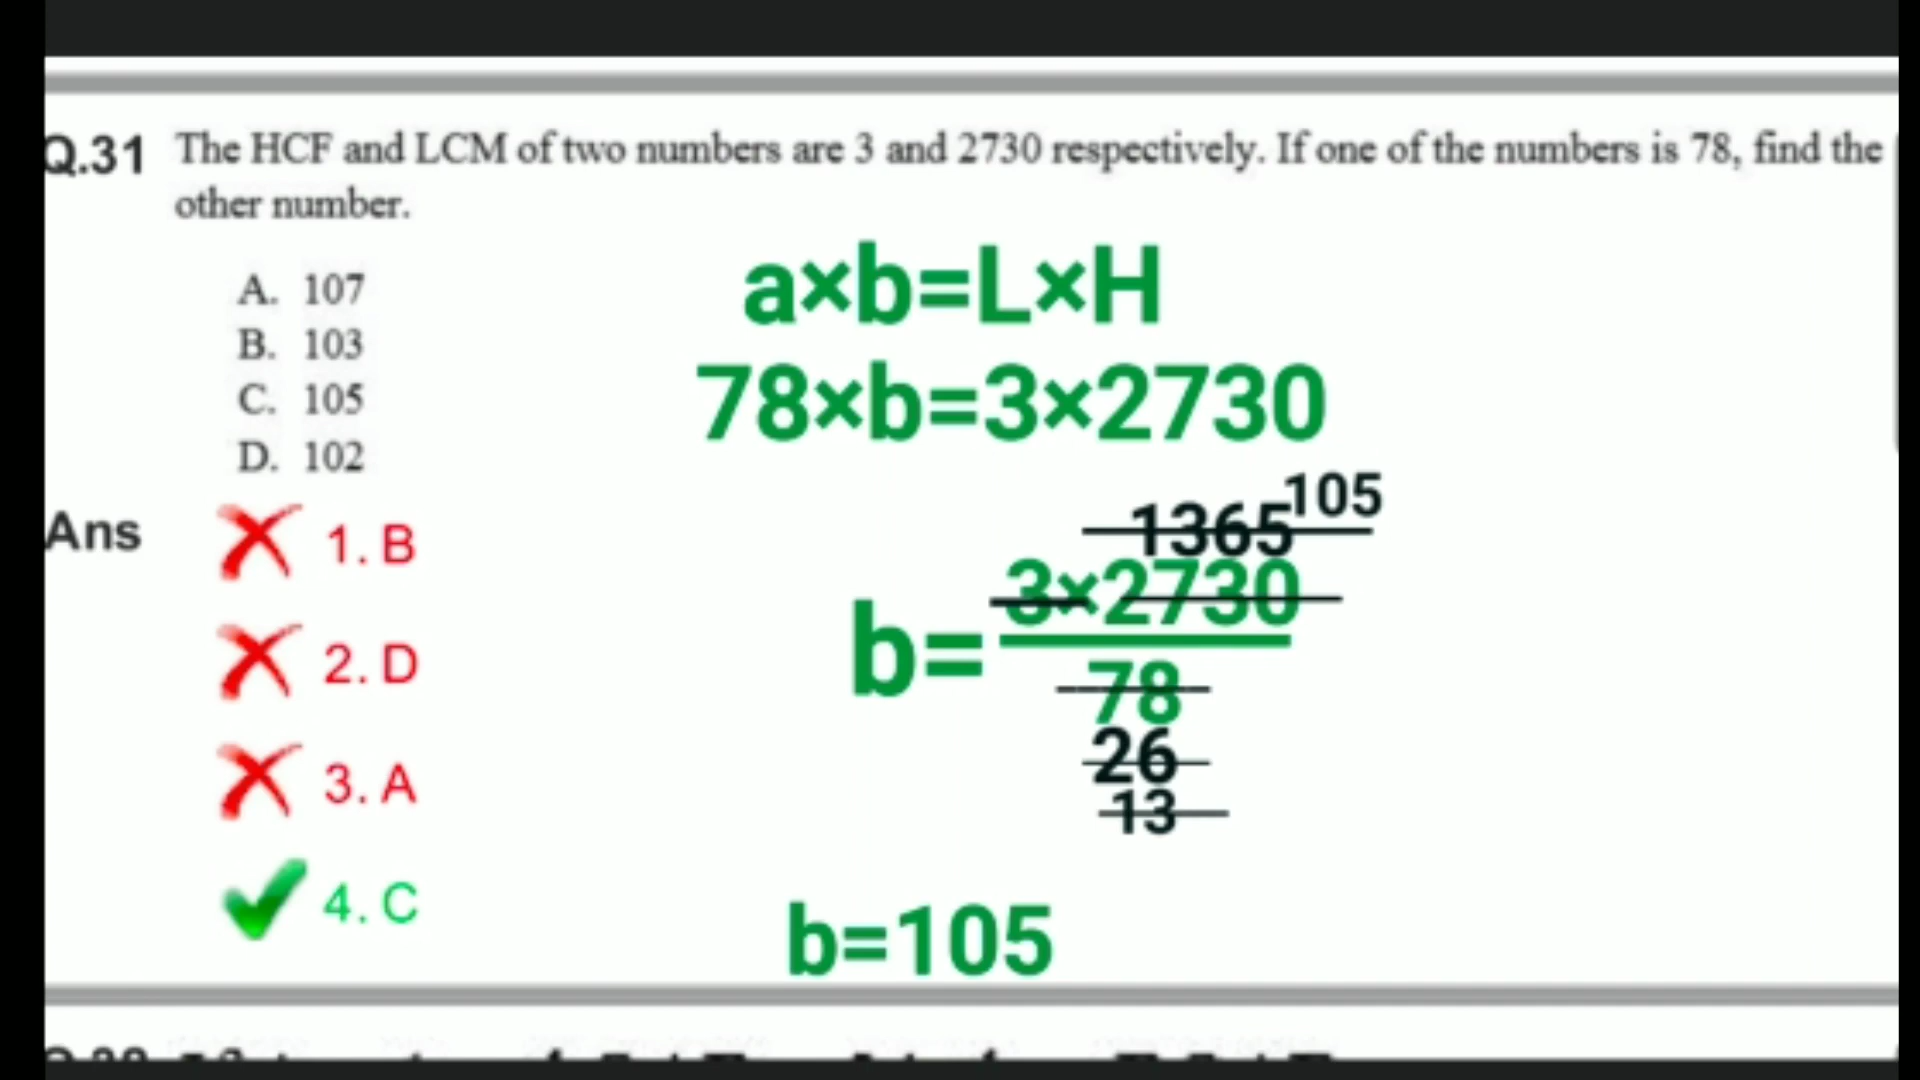 Q.31 The HCF and LCM of two numbers are 3 and 2730 respectively. If one of the numbers is 78, find the
other number.
A. 107
B. 103
C. 105
D. 102
Ans
1. B
2. D
3. A
4. C
a×b=L×H
78×b=3×2730
105
1365
3×2730
b=
78
26
13
b=105